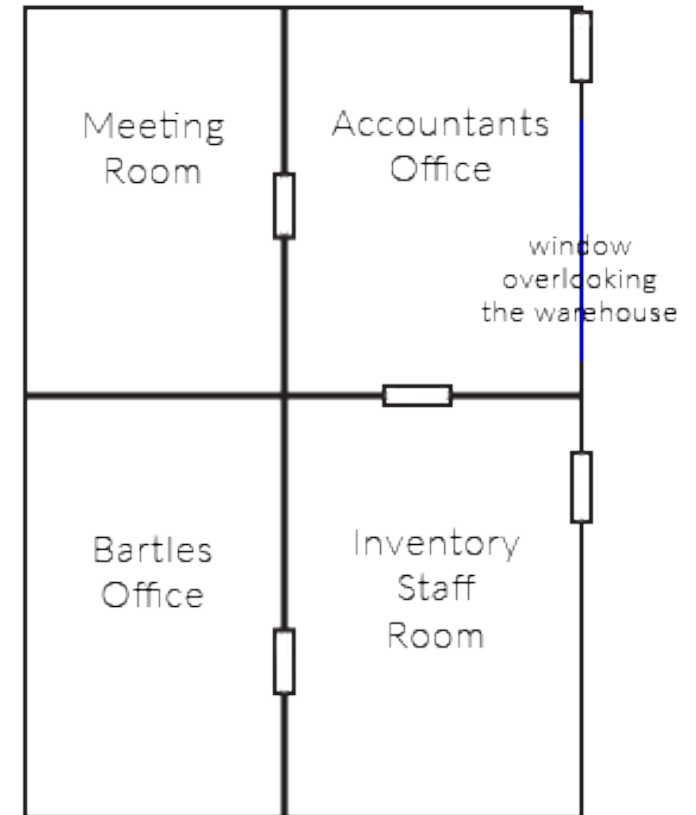 Meeting
Room
Accountants
Office
window
overlooking
the warehouse
Bartles
Office
Inventory
Staff
Room